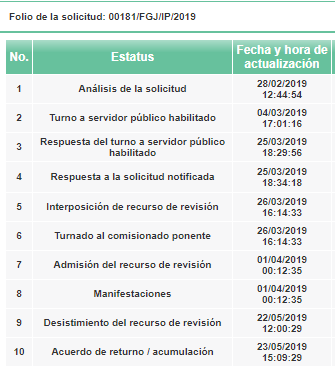 Folio de la solicitud: 00181/FGJ/IP/2019
No. Estatus Fecha y hora de
actualización
1 Análisis de la solicitud 28/02/2019
12:44:54
2 Turno a servidor público habilitado 04/03/2019
17:01:16
3 Respuesta del turno a servidor público
habilitado 25/03/2019
18:29:56
4 Respuesta a la solicitud notificada 25/03/2019
18:34:18
5 Interposición de recurso de revisión 26/03/2019
16:14:33
6 Turnado al comisionado ponente 26/03/2019
16:14:33
7 Admisión del recurso de revisión 01/04/2019
00:12:35
8 Manifestaciones 01/04/2019
00:12:35
9 Desistimiento del recurso de revisión 22/05/2019
12:00:29
10 Acuerdo de returno / acumulación 23/05/2019
15:09:29